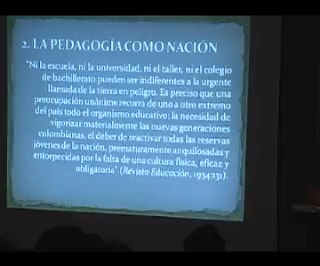 2. LA PEDAGOGÍA COMO NACIÓN
"Ni la escuela, ni la universidad, ni el taller, ni el colegio
de bachillerato pueden ser indiferentes a la urgente
llamada de la tierra en peligro. Es preciso que una
preocupación unánime recorra de uno a otro extremo
del país todo el organismo educativo: la necesidad de
vigorizar materialmente las nuevas generaciones
colombianas, el deber de reactivar todas las reservas
jóvenes de la nación, prematuramente anquilosadas y
entorpecidas por la falta de una cultura física, eficaz y
obligatoria" (Revista Educación, 1934:231).